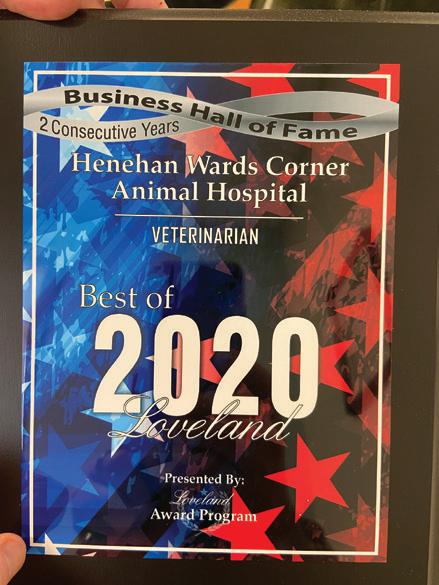 Business Hall of Fame
2 Consecutive Years
Henehan Wards Corner
Animal Hospital
VETERINARIAN
Best of
2020
Loveland
Presented By:
Loveland
Award Program